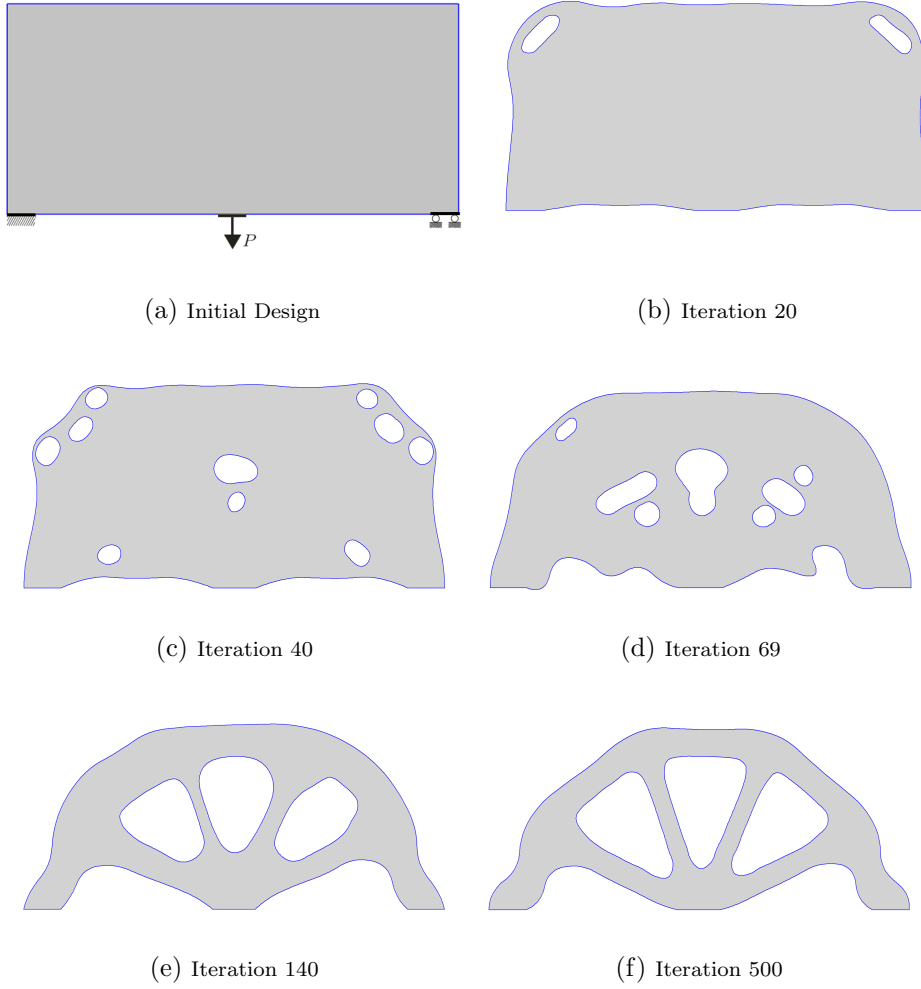 P
(a) Initial Design
(b) Iteration 20
(c) Iteration 40
(d) Iteration 69
(e) Iteration 140
(f) Iteration 500